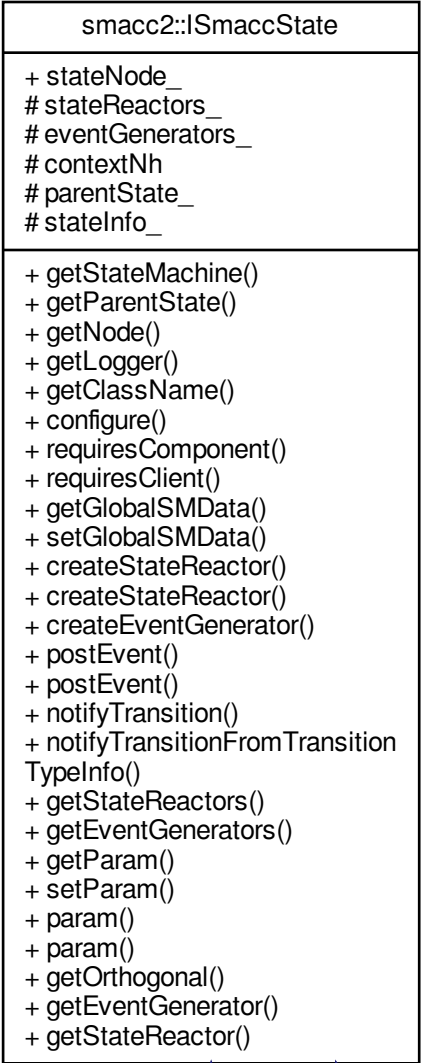 smacc2::ISmaccState
+ stateNode_
# stateReactors_
# eventGenerators_
# contextNh
# parentState_
# stateInfo_
+ getStateMachine()
+ getParentState()
+ getNode()
+ getLogger()
+ getClassName()
+ configure()
+ requiresComponent()
+ requiresClient()
+ getGlobalSMData()
+ setGlobalSMData()
+ createStateReactor()
+ createStateReactor()
+ createEventGenerator()
+ postEvent()
+ postEvent()
+ notifyTransition()
+ notifyTransitionFromTransition
TypeInfo()
+ getStateReactors()
+ getEventGenerators()
+ getParam()
+ setParam()
+ param()
+ param()
+ getOrthogonal()
+ getEventGenerator()
+ getStateReactor()